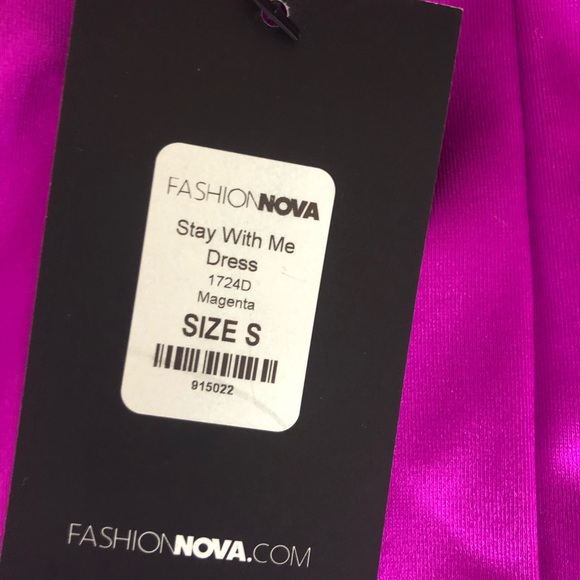 FASHIONNOVA
Stay With Me
Dress
1724D
Magenta
SIZE S
915022
FASHIONNOVA.COM